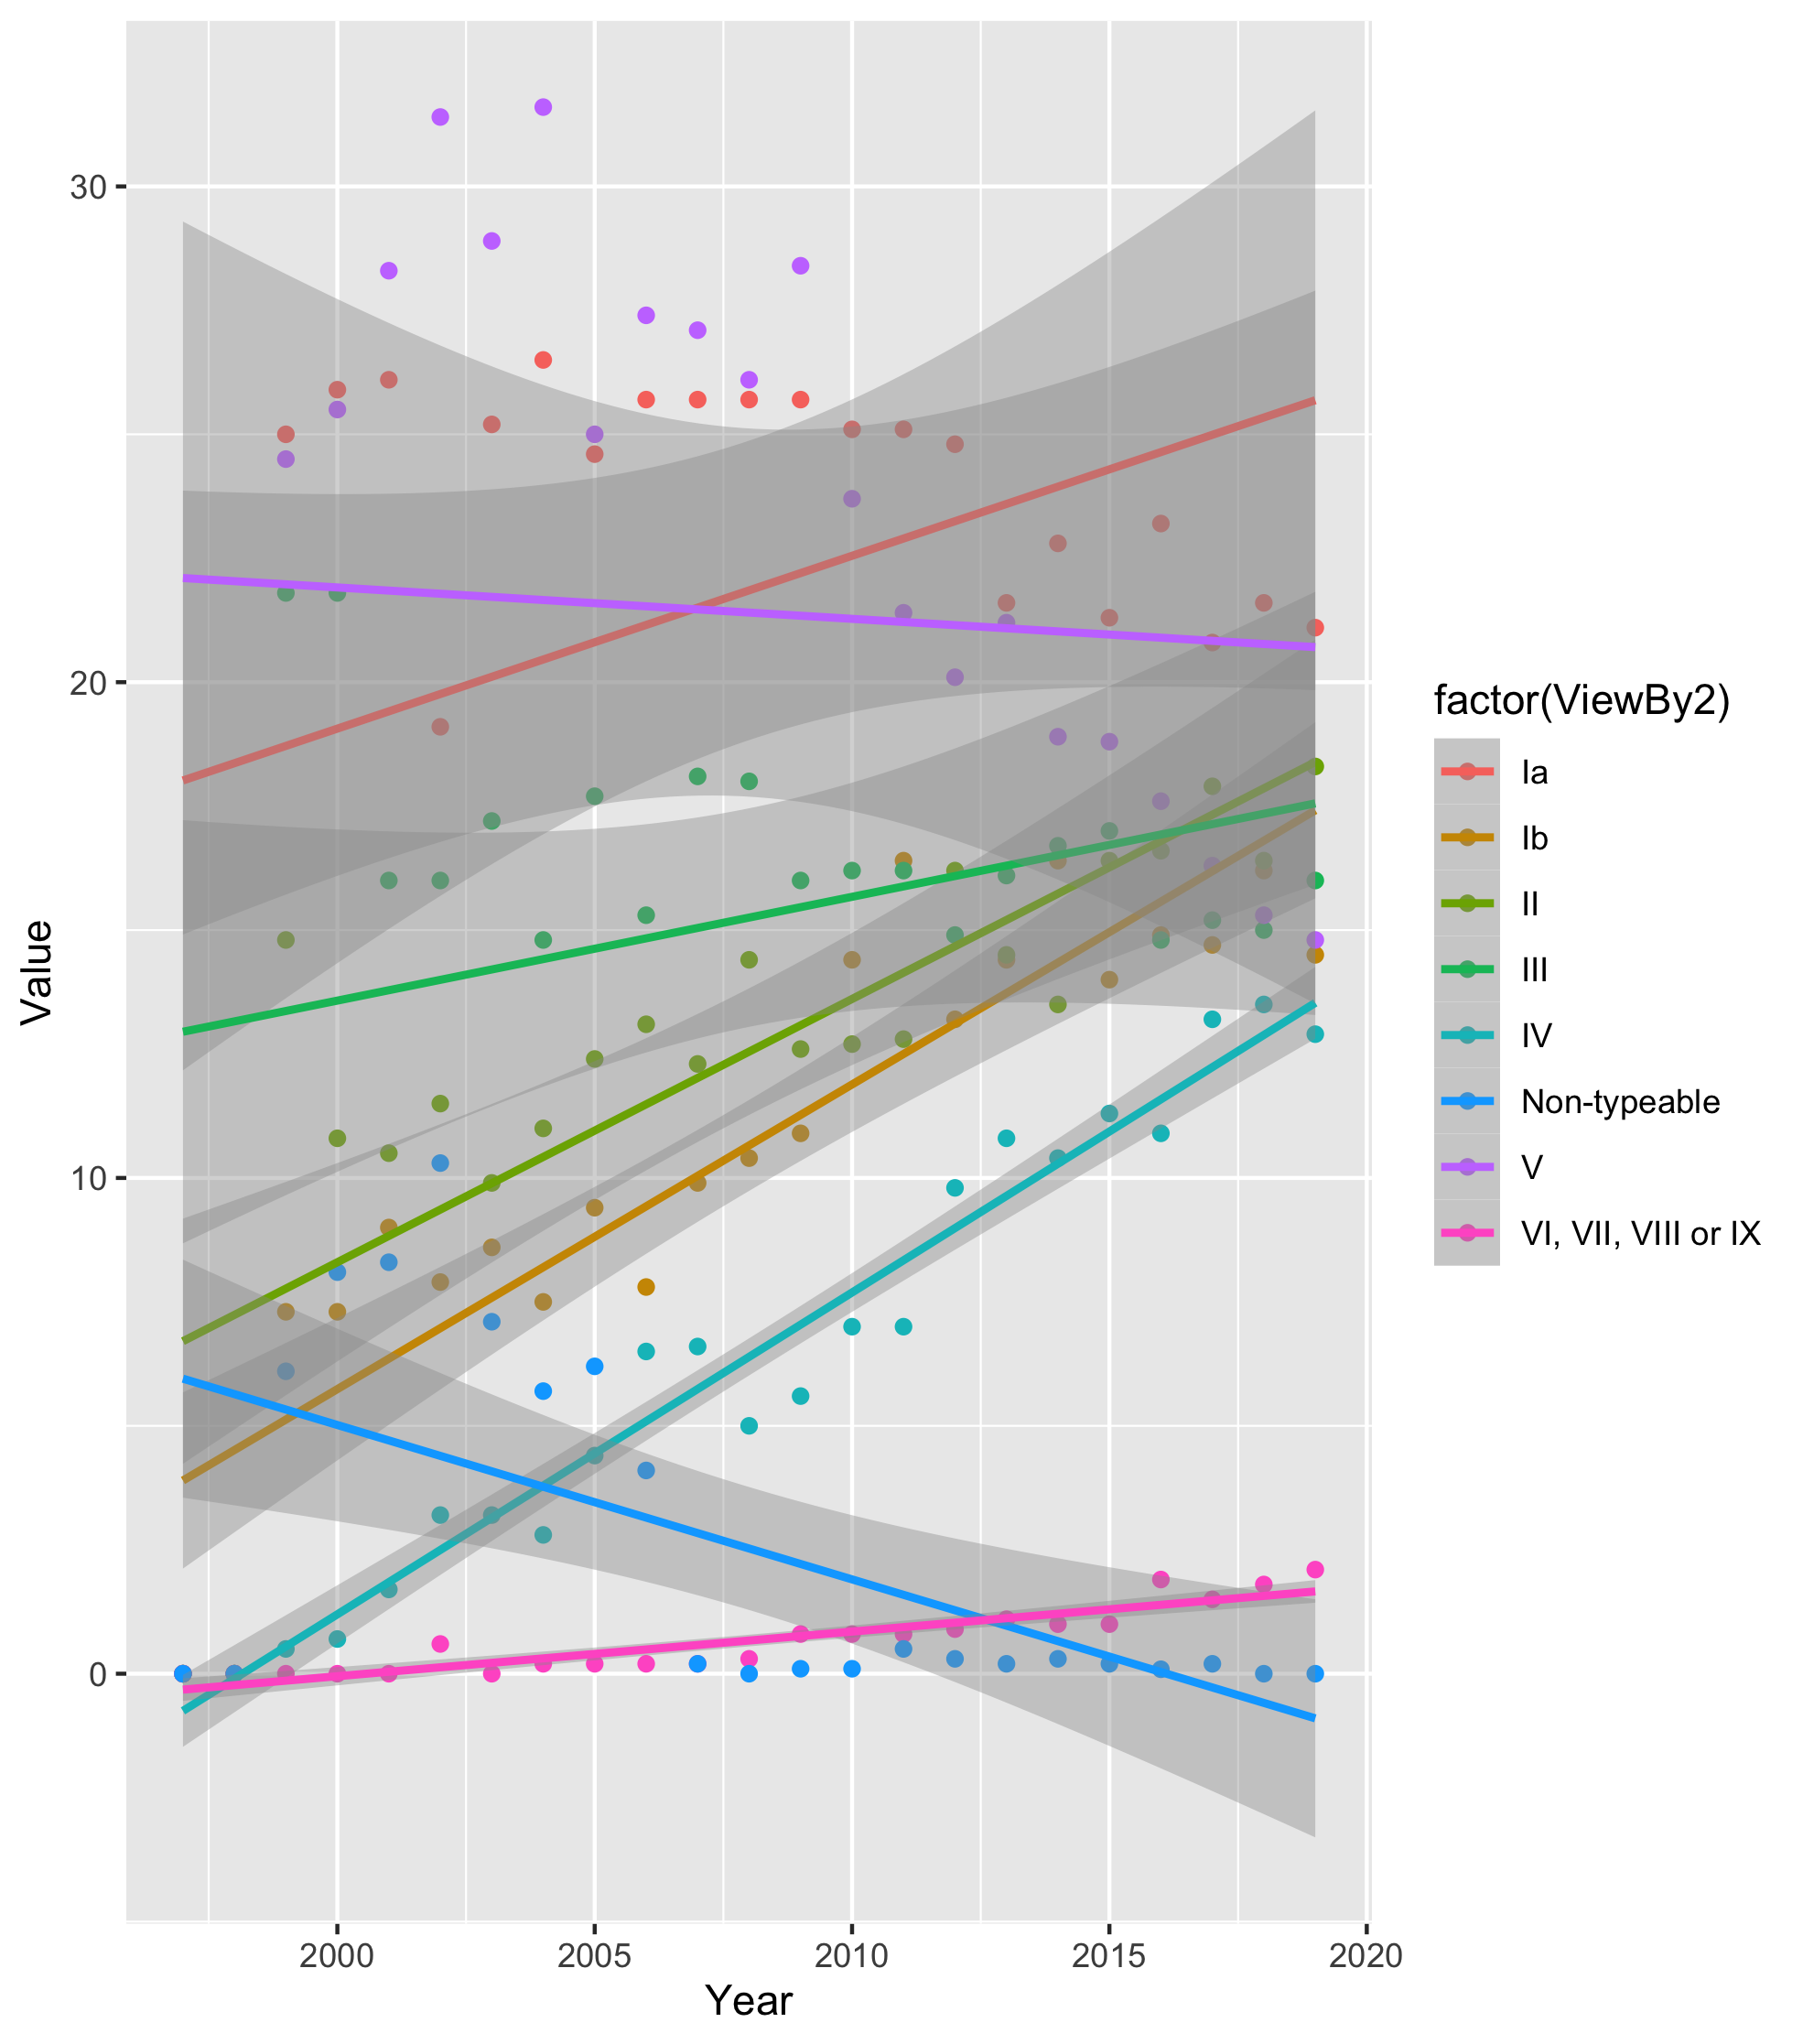 30
20
10
0
Value
2000
2005
2010
2015
2020
Year
factor(ViewBy2)
Ia
Ib
II
III
IV
Non-typeable
V
VI, VII, VIII or IX